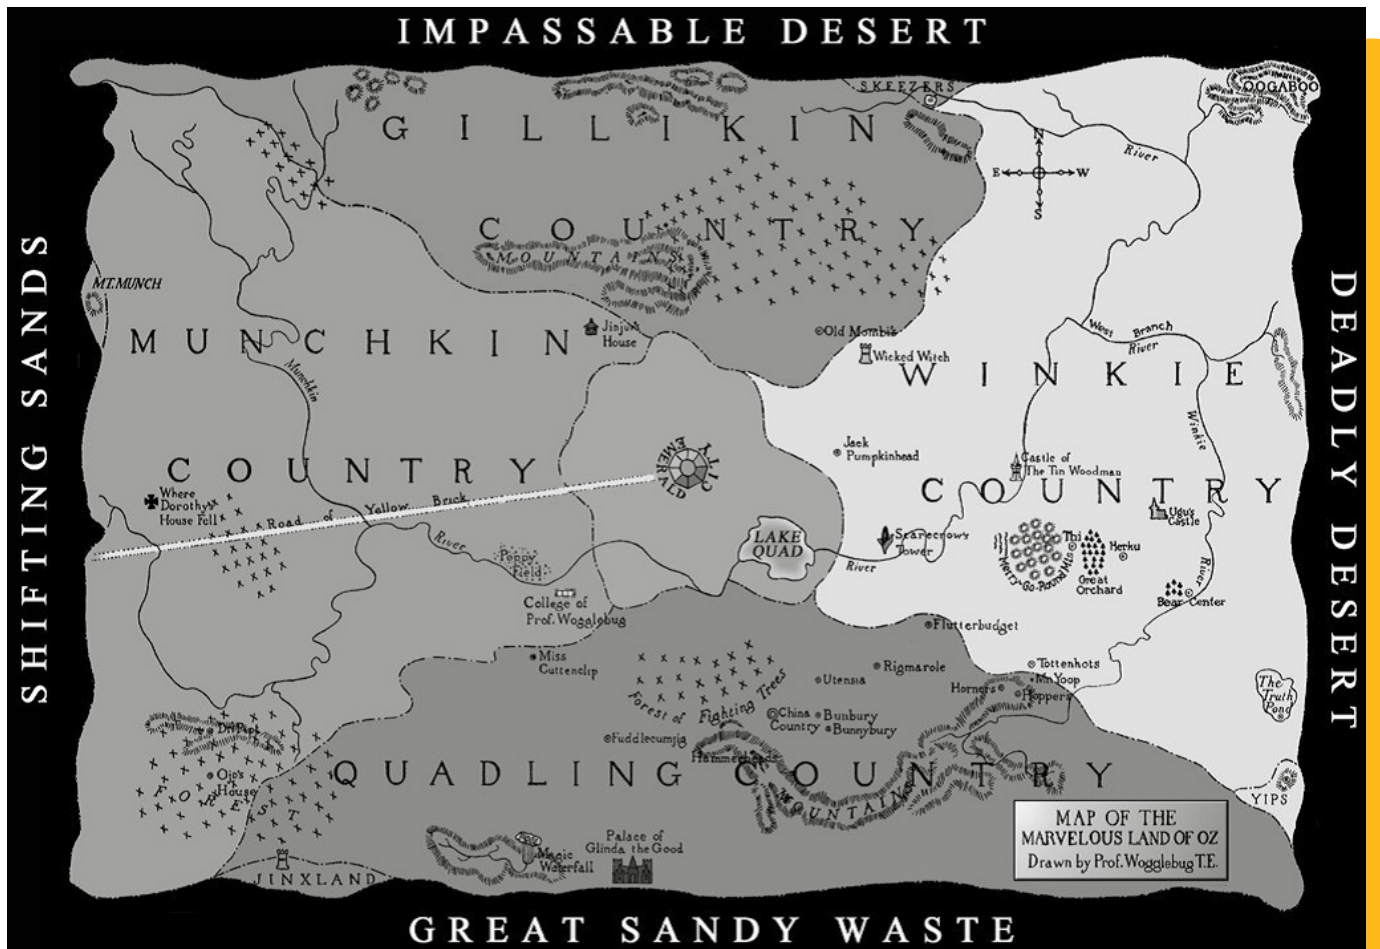 IMPASSABLE DESERT
SKEEZERS
OOGABOO
GILLIKIN
COUNTRY
MOUNTAINS
N
E W
S
River
SHIFTING SANDS
DEADLY DESERT
MT. MUNCH
MUNCHKIN
COUNTRY
Jinjur's
House
Old Mombi's
Wicked Witch
WINKIE
COUNTRY
West Branch
River
Munchkin
River
Winkie
River
Jack
Pumpkinhead
EMERALD CITY
Castle of
The Tin Woodman
Where
Dorothy's
House Fell
Road of Yellow Brick
Ugu's
Castle
LAKE
QUAD
Scarecrow's
Tower
River
Thi
Herku
Merry-Go-Round Mts
Great
Orchard
Poppy
Field
College of
Prof. Wogglebug
Bear Center
Flutterbudget
Miss
Cuttenclip
Rigmarole
Tottenhots
Mr Yoop
Utensia
Horners
Hoppers
The
Truth
Pond
Forest of Fighting Trees
China
Country
Bunbury
Bunnybury
Fuddlecumjig
Hammerheads
Dr. Pipt
Ojo's
House
FOREST
QUADLING COUNTRY
MOUNTAINS
YIPS
MAP OF THE
MARVELOUS LAND OF OZ
Drawn by Prof. Wogglebug T.E.
Palace of
Glinda the Good
Magic
Waterfall
JINXLAND
GREAT SANDY WASTE